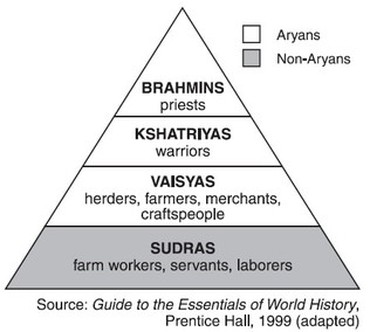 Aryans
Non-Aryans
BRAHMINS
priests
KSHATRIYAS
warriors
VAISYAS
herders, farmers, merchants,
craftspeople
SUDRAS
farm workers, servants, laborers
Source: Guide to the Essentials of World History,
Prentice Hall, 1999 (adapted)